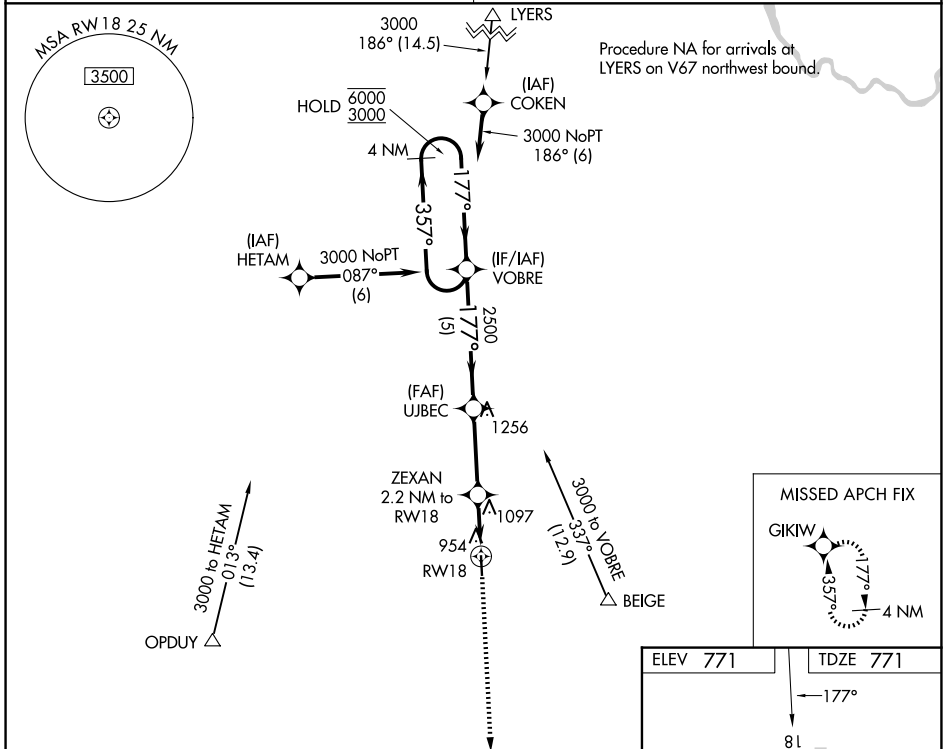 MSA RW18 25 NM
3500
LYERS
3000
186° (14.5)
Procedure NA for arrivals at
LYERS on V67 northwest bound.
(IAF)
COKEN
HOLD 6000
3000
3000 NoPT
186° (6)
4 NM
177°
357°
(IAF)
HETAM
3000 NoPT
087°
(6)
(IF/IAF)
VOBRE
2500
177°
(5)
(FAF)
UJBEC
1256
ZEXAN
2.2 NM to
RW18
1097
954
RW18
3000 to HETAM
013°
(13.4)
OPDUY
3000 to VOBRE
337°
(12.9)
BEIGE
MISSED APCH FIX
GIKIW
177°
357°
4 NM
ELEV 771
TDZE 771
177°
18